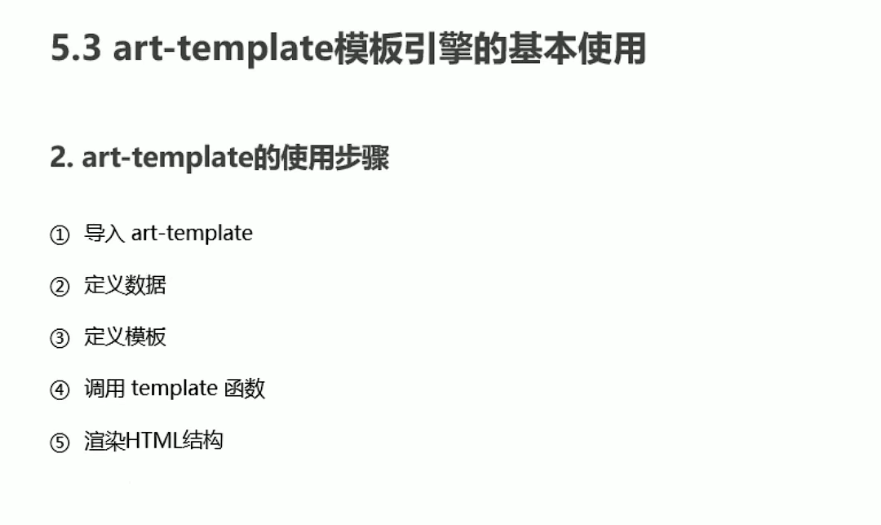 5.3 art-template模板引擎的基本使用
2. art-template的使用步骤
① 导入 art-template
② 定义数据
③ 定义模板
④ 调用 template 函数
⑤ 渲染HTML结构